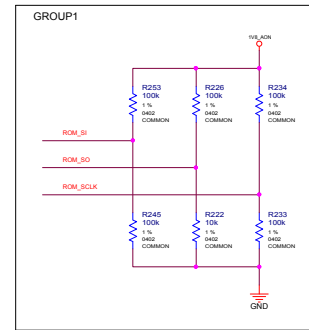 GROUP1
1V8_AON
R253
100k
1 %
0402
COMMON
R226
100k
1 %
0402
COMMON
R234
100k
1 %
0402
COMMON
ROM_SI
ROM_SO
ROM_SCLK
R245
100k
1 %
0402
COMMON
R222
10k
1 %
0402
COMMON
R233
100k
1 %
0402
COMMON
GND